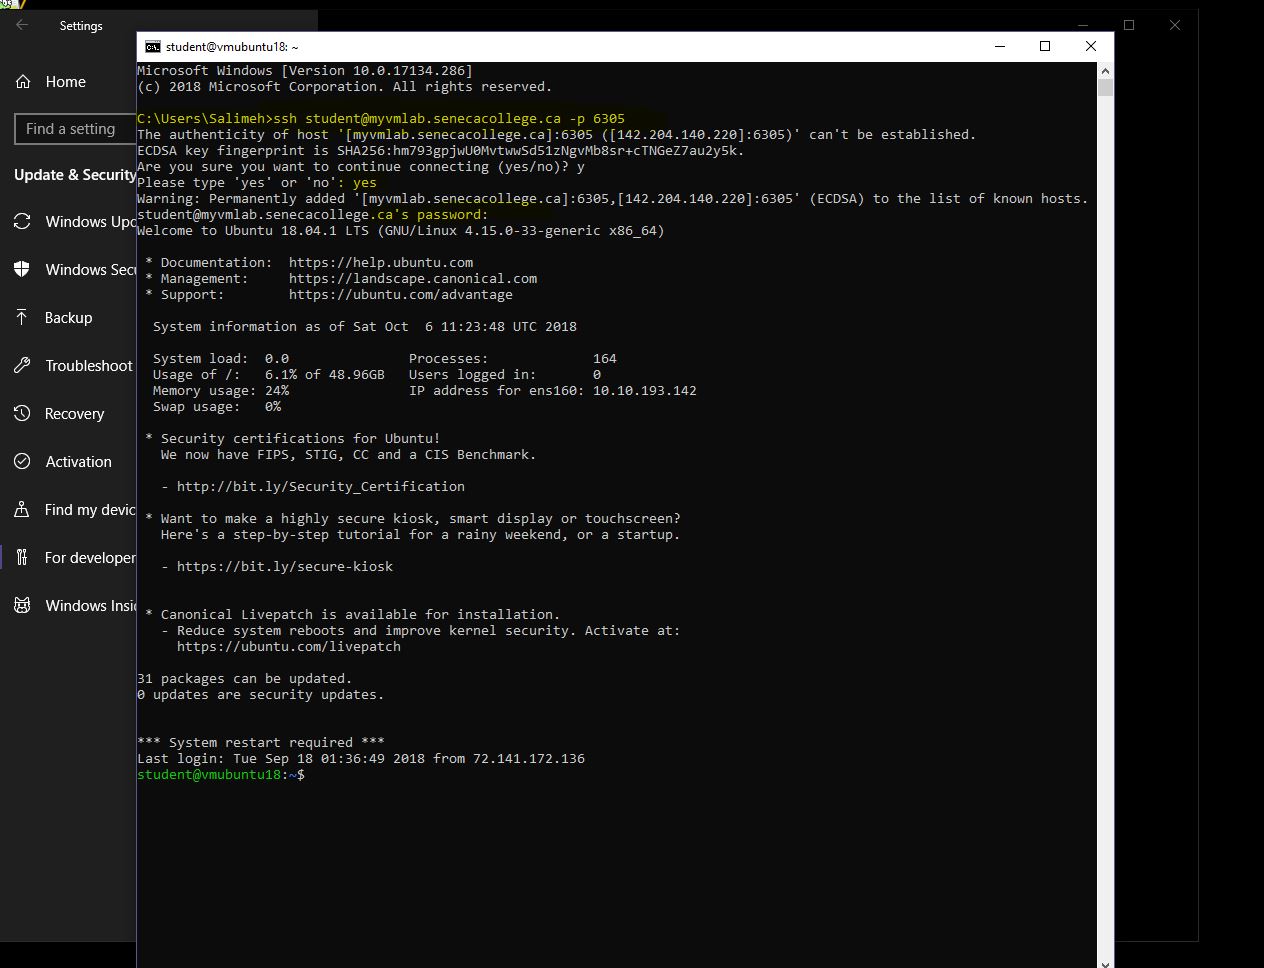 Settings
Home
Find a setting
Update & Security
Windows Upd
Windows Secu
Backup
Troubleshoot
Recovery
Activation
Find my devic
For developer
Windows Insid
student@vmubuntu18: ~
Microsoft Windows [Version 10.0.17134.286]
(c) 2018 Microsoft Corporation. All rights reserved.
C:\Users\Salimeh>ssh student@myvmlab.senecacollege.ca -p 6305
The authenticity of host '[myvmlab.senecacollege.ca]:6305 ([142.204.140.220]:6305)' can't be established.
ECDSA key fingerprint is SHA256:hm793gpjwU0MvtwwSd51zNgvMb8sr+cTNGeZ7au2y5k.
Are you sure you want to continue connecting (yes/no)? y
Please type 'yes' or 'no': yes
Warning: Permanently added '[myvmlab.senecacollege.ca]:6305,[142.204.140.220]:6305' (ECDSA) to the list of known hosts.
student@myvmlab.senecacollege.ca's password:
Welcome to Ubuntu 18.04.1 LTS (GNU/Linux 4.15.0-33-generic x86_64)
* Documentation:  https://help.ubuntu.com
* Management:     https://landscape.canonical.com
* Support:        https://ubuntu.com/advantage
System information as of Sat Oct  6 11:23:48 UTC 2018
System load:  0.0               Processes:             164
Usage of /:   6.1% of 48.96GB   Users logged in:       0
Memory usage: 24%               IP address for ens160: 10.10.193.142
Swap usage:   0%
* Security certifications for Ubuntu!
We now have FIPS, STIG, CC and a CIS Benchmark.
- http://bit.ly/Security_Certification
* Want to make a highly secure kiosk, smart display or touchscreen?
Here's a step-by-step tutorial for a rainy weekend, or a startup.
- https://bit.ly/secure-kiosk
* Canonical Livepatch is available for installation.
- Reduce system reboots and improve kernel security. Activate at:
https://ubuntu.com/livepatch
31 packages can be updated.
0 updates are security updates.
*** System restart required ***
Last login: Tue Sep 18 01:36:49 2018 from 72.141.172.136
student@vmubuntu18:~$